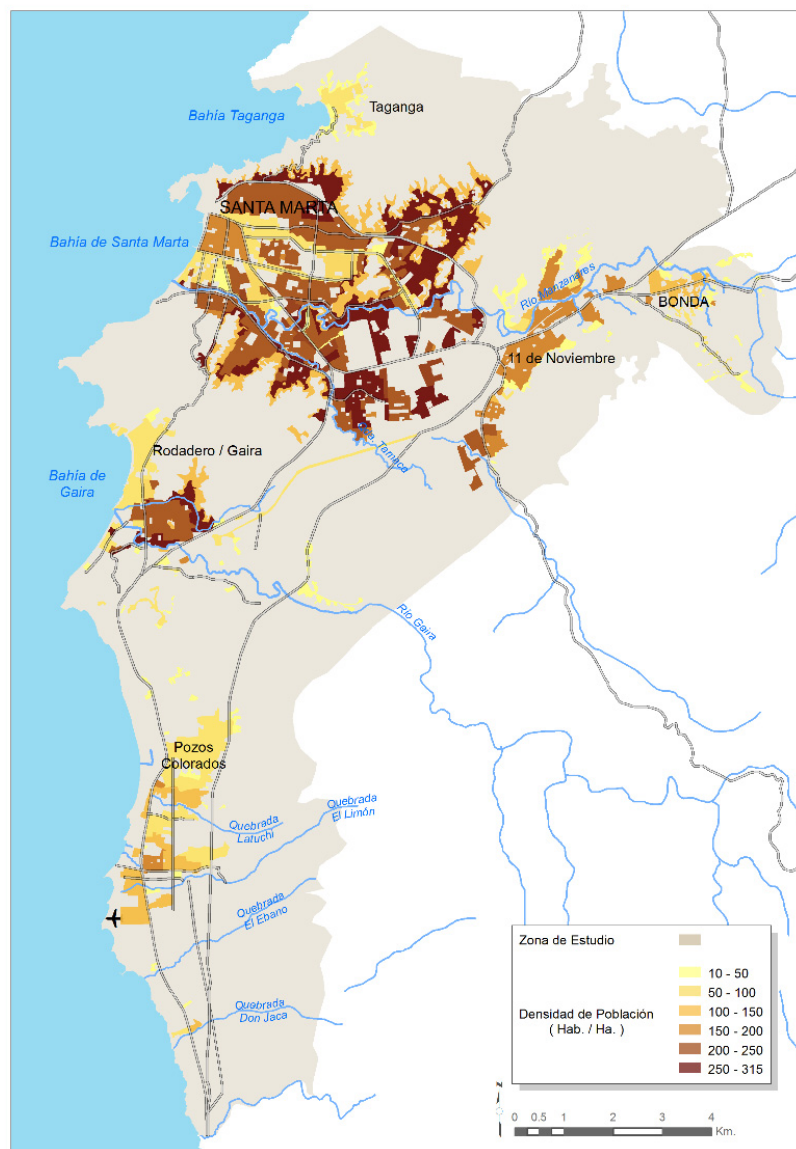 Bahía Taganga
Taganga
SANTA MARTA
Bahía de Santa Marta
Río Manzanares
BONDA
11 de Noviembre
Rodadero / Gaira
Tamaca
Bahía de
Gaira
Río Gaira
Pozos
Colorados
Quebrada
Latuchi
Quebrada
El Limón
Quebrada
El Ebano
Quebrada
Don Jaca
Zona de Estudio
Densidad de Población
( Hab. / Ha. )
10 - 50
50 - 100
100 - 150
150 - 200
200 - 250
250 - 315
N
0 0.5 1 2 3 4
Km.